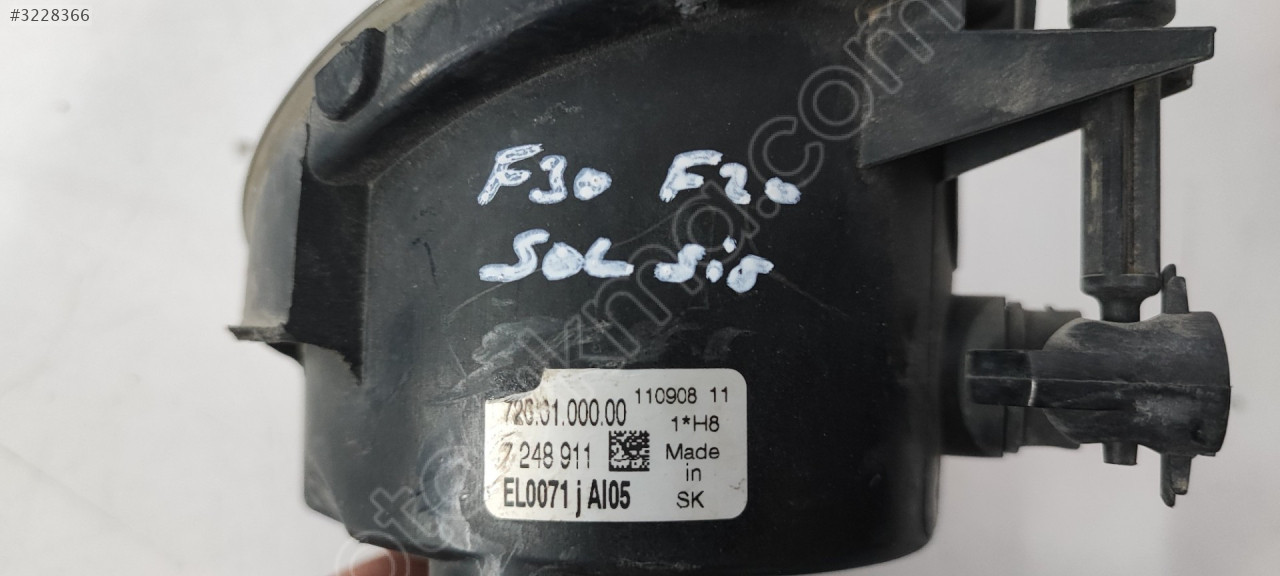 #3228366
F30 F20
SOL sis
720.01.000.00
110908 11
1*H8
7 248 911
Made
in
SK
EL0071 j AI05